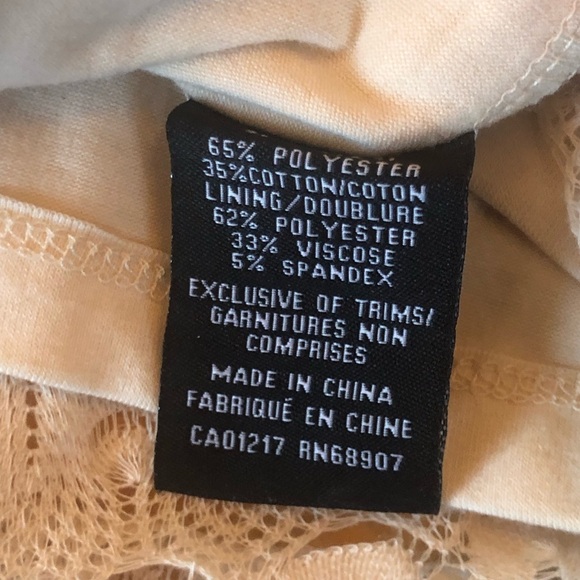 65% POLYESTER
35%COTTON/COTON
LINING/DOUBLURE
62% POLYESTER
33% VISCOSE
5% SPANDEX
EXCLUSIVE OF TRIMS/
GARNITURES NON
COMPRISES
MADE IN CHINA
FABRIQUÉ EN CHINE
CA01217 RN68907